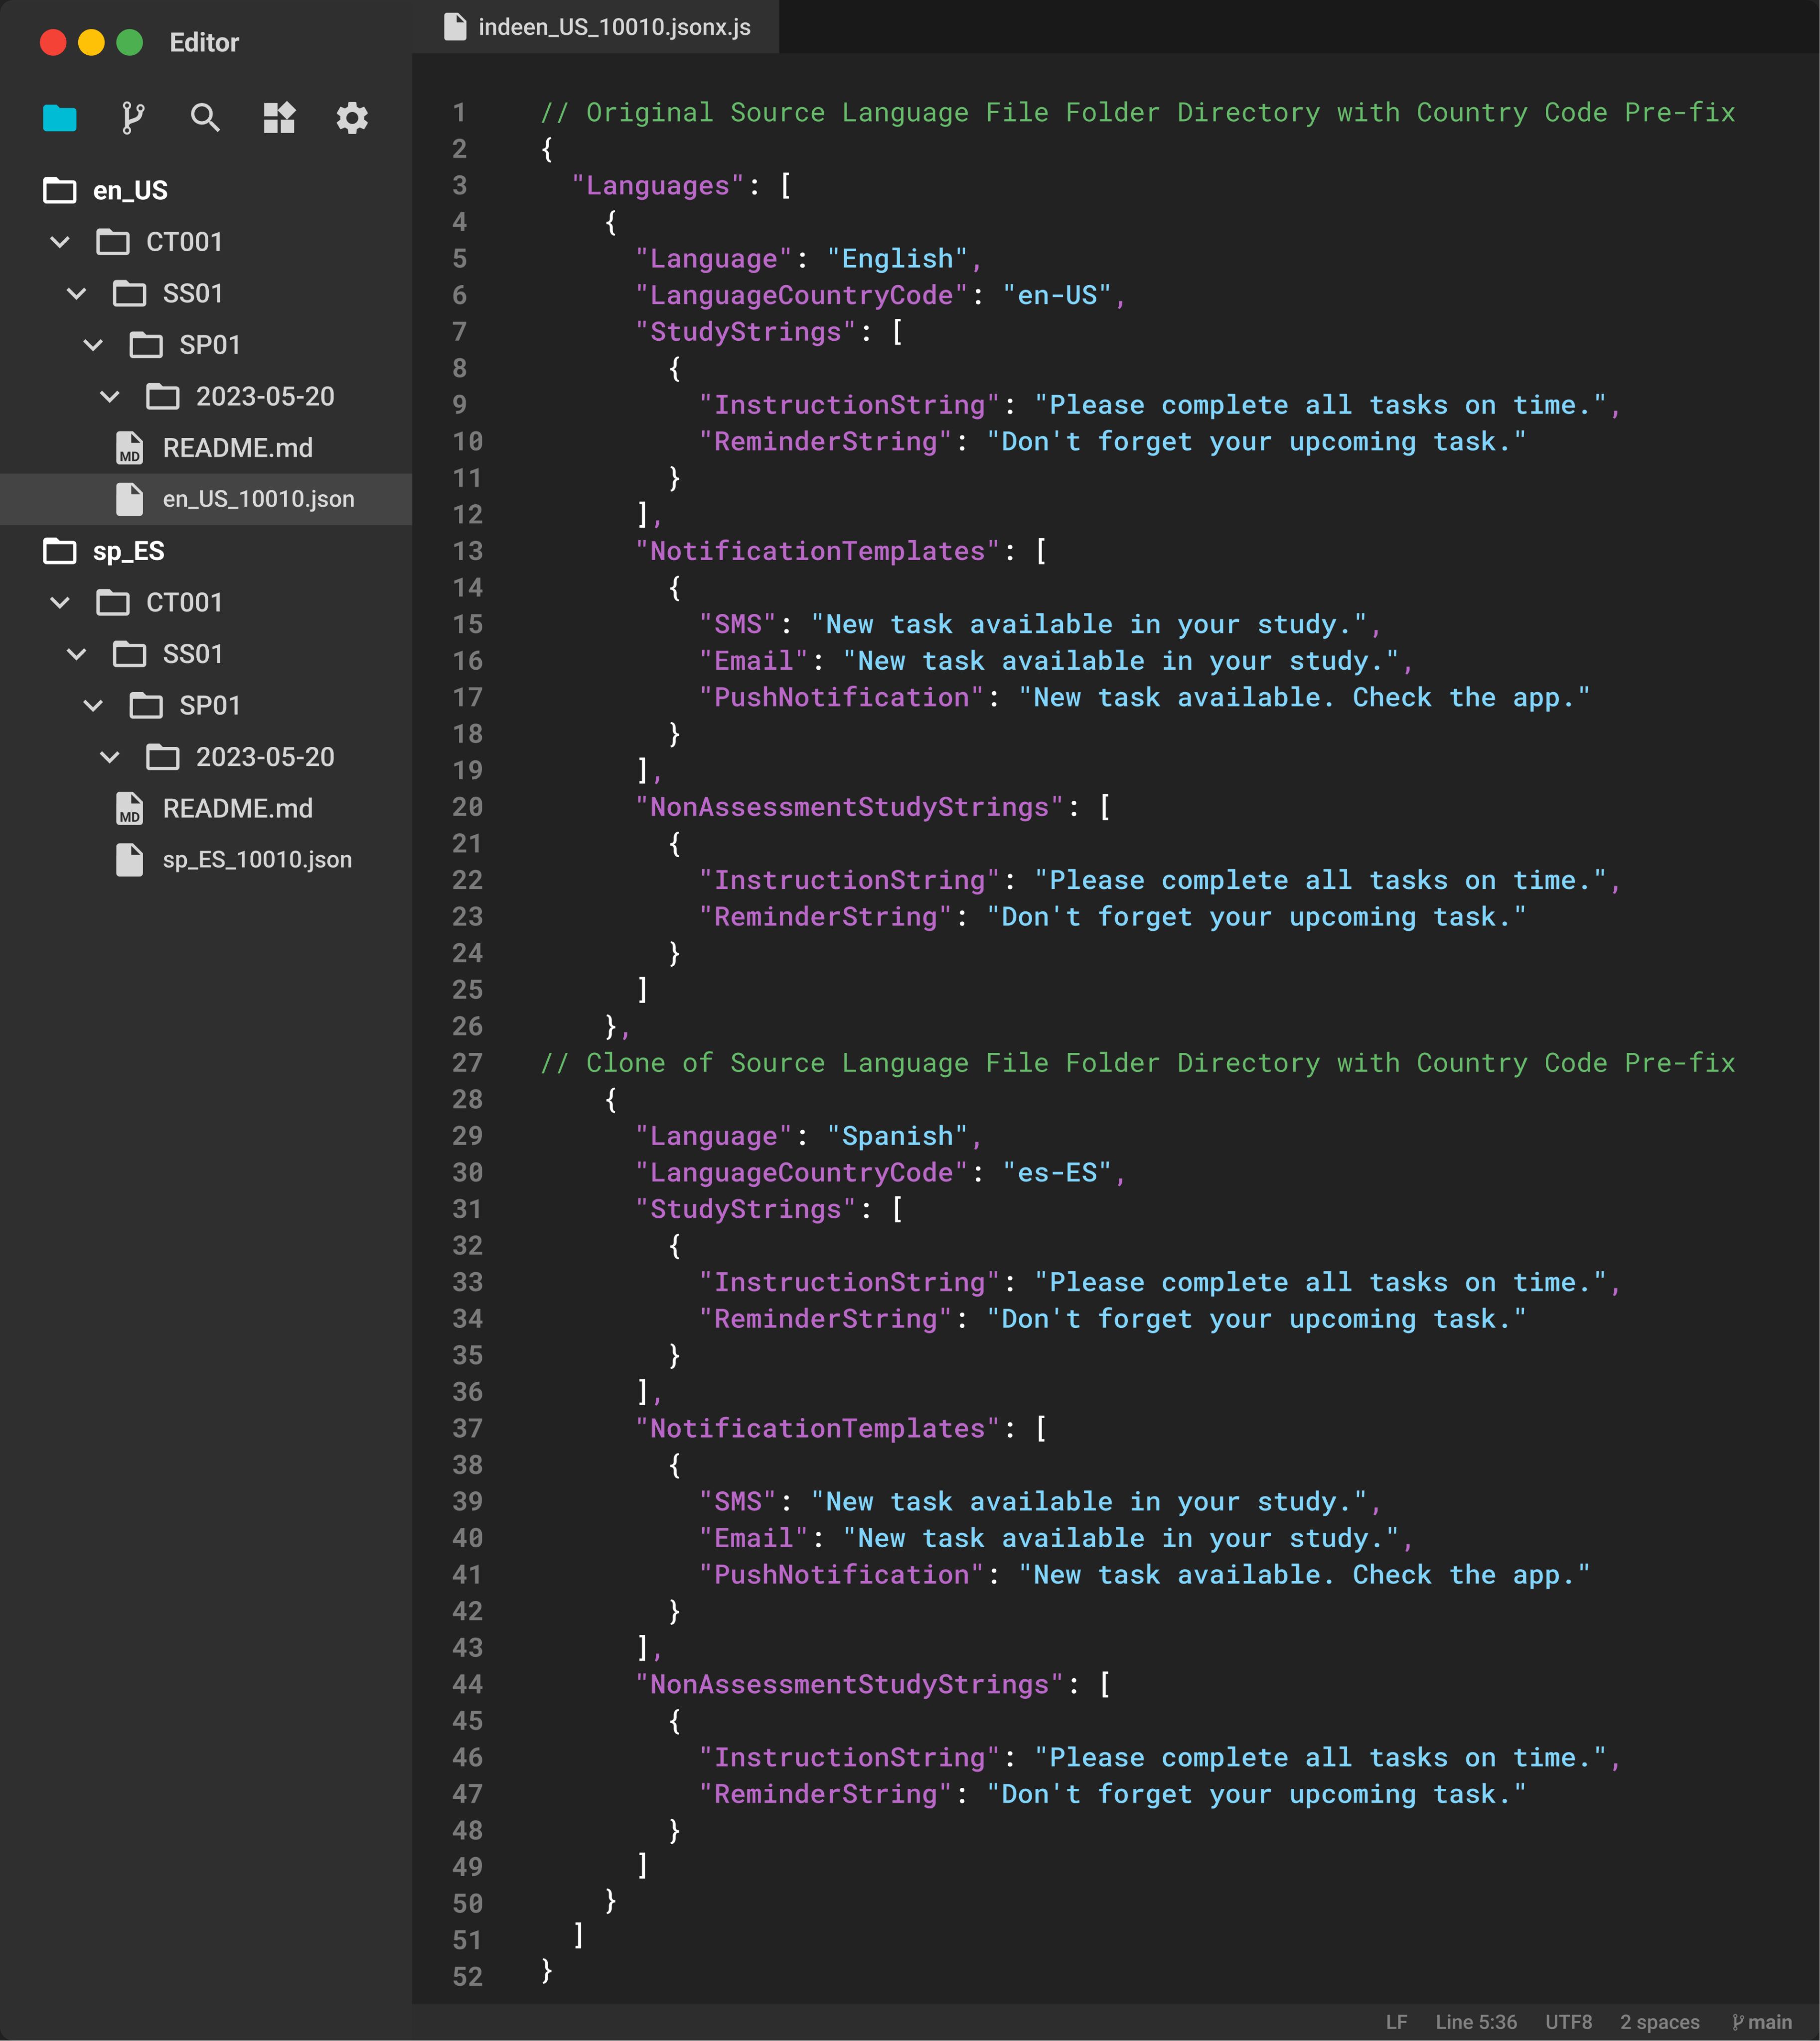 Editor
en_US
CT001
SS01
SP01
2023-05-20
MD README.md
en_US_10010.json
sp_ES
CT001
SS01
SP01
2023-05-20
MD README.md
sp_ES_10010.json
indeen_US_10010.jsonx.js
1 // Original Source Language File Folder Directory with Country Code Pre-fix
2 {
3   "Languages": [
4     {
5       "Language": "English",
6       "LanguageCountryCode": "en-US",
7       "StudyStrings": [
8         {
9           "InstructionString": "Please complete all tasks on time.",
10           "ReminderString": "Don't forget your upcoming task."
11         }
12       ],
13       "NotificationTemplates": [
14         {
15           "SMS": "New task available in your study.",
16           "Email": "New task available in your study.",
17           "PushNotification": "New task available. Check the app."
18         }
19       ],
20       "NonAssessmentStudyStrings": [
21         {
22           "InstructionString": "Please complete all tasks on time.",
23           "ReminderString": "Don't forget your upcoming task."
24         }
25       ]
26     },
27 // Clone of Source Language File Folder Directory with Country Code Pre-fix
28     {
29       "Language": "Spanish",
30       "LanguageCountryCode": "es-ES",
31       "StudyStrings": [
32         {
33           "InstructionString": "Please complete all tasks on time.",
34           "ReminderString": "Don't forget your upcoming task."
35         }
36       ],
37       "NotificationTemplates": [
38         {
39           "SMS": "New task available in your study.",
40           "Email": "New task available in your study.",
41           "PushNotification": "New task available. Check the app."
42         }
43       ],
44       "NonAssessmentStudyStrings": [
45         {
46           "InstructionString": "Please complete all tasks on time.",
47           "ReminderString": "Don't forget your upcoming task."
48         }
49       ]
50     }
51   ]
52 }
LF Line 5:36 UTF8 2 spaces main